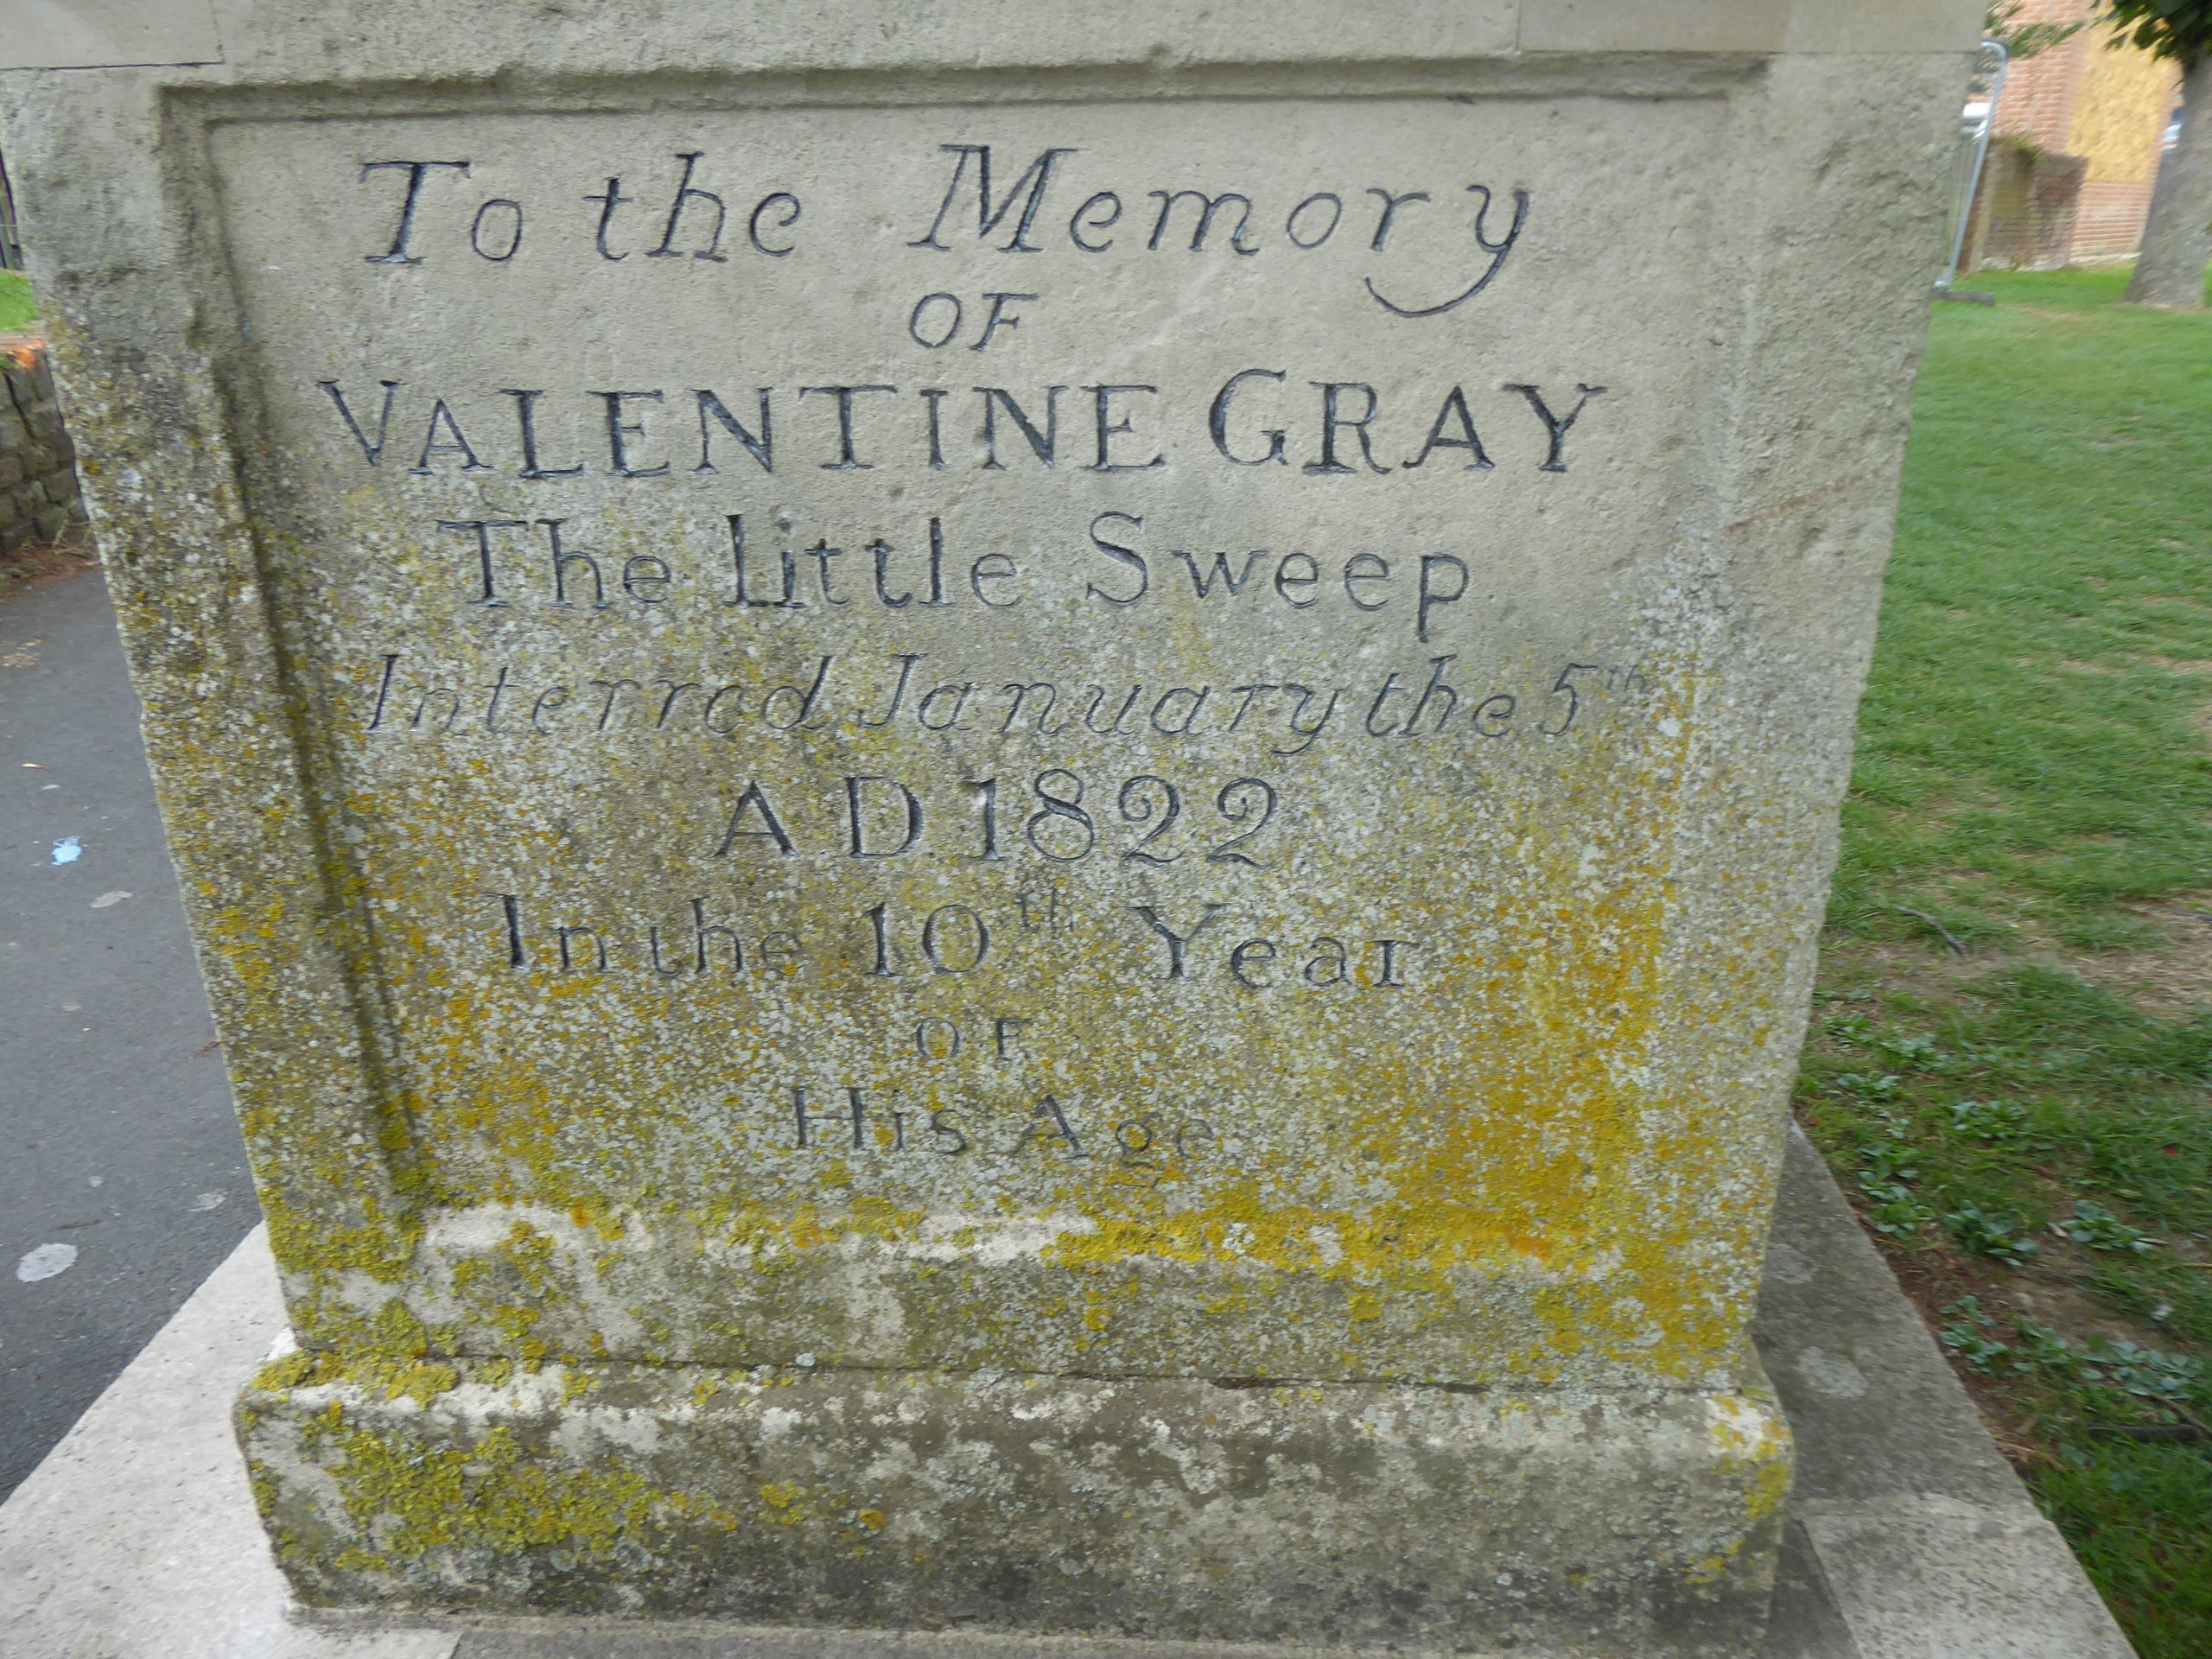 To the Memory
OF
VALENTINE GRAY
The little Sweep
Interred January the 5th
A.D. 1822
In the 10th Year
OF
His Age